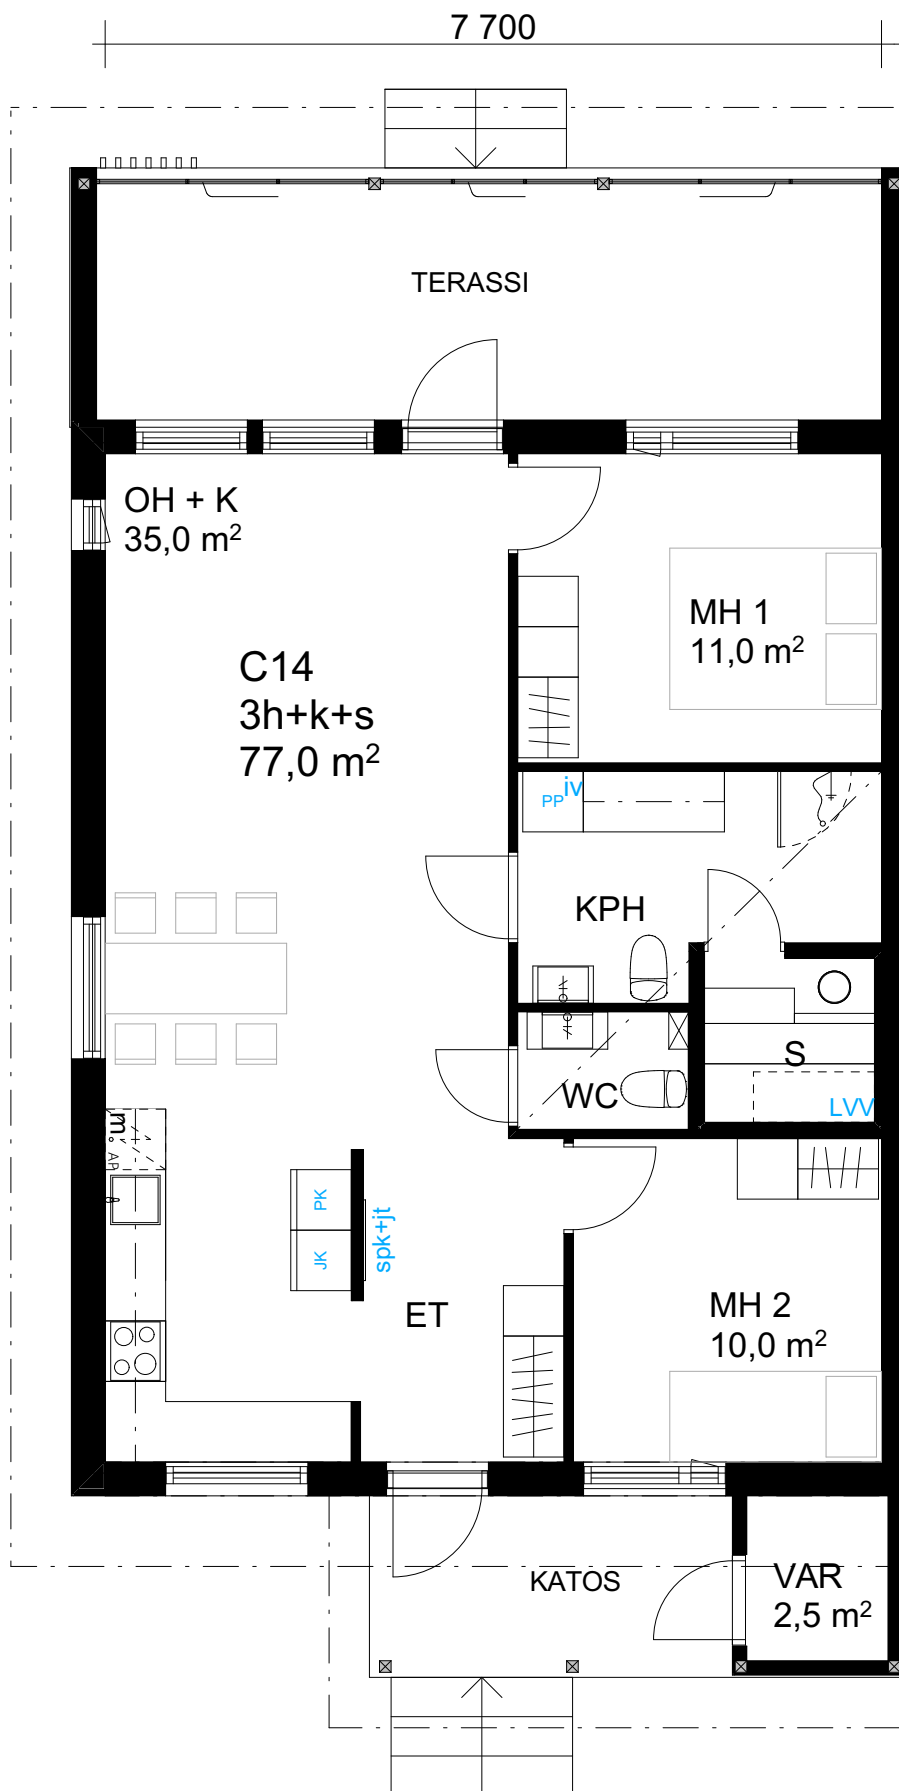 7 700
TERASSI
OH + K
35,0 m²
MH 1
11,0 m²
C14
3h+k+s
77,0 m²
PP
iv
KPH
WC
S
LVV
m.
AP
PK
JK
spk+jt
ET
MH 2
10,0 m²
KATOS
VAR
2,5 m²